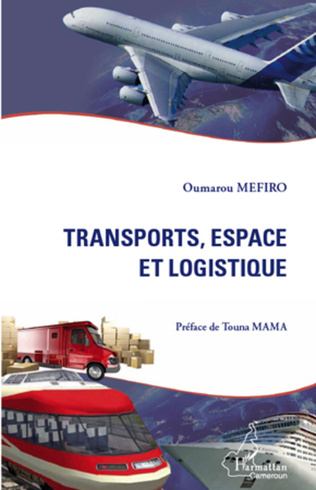 Oumarou MEFIRO
TRANSPORTS, ESPACE
ET LOGISTIQUE
Préface de Touna MAMA
L'Harmattan
Cameroun